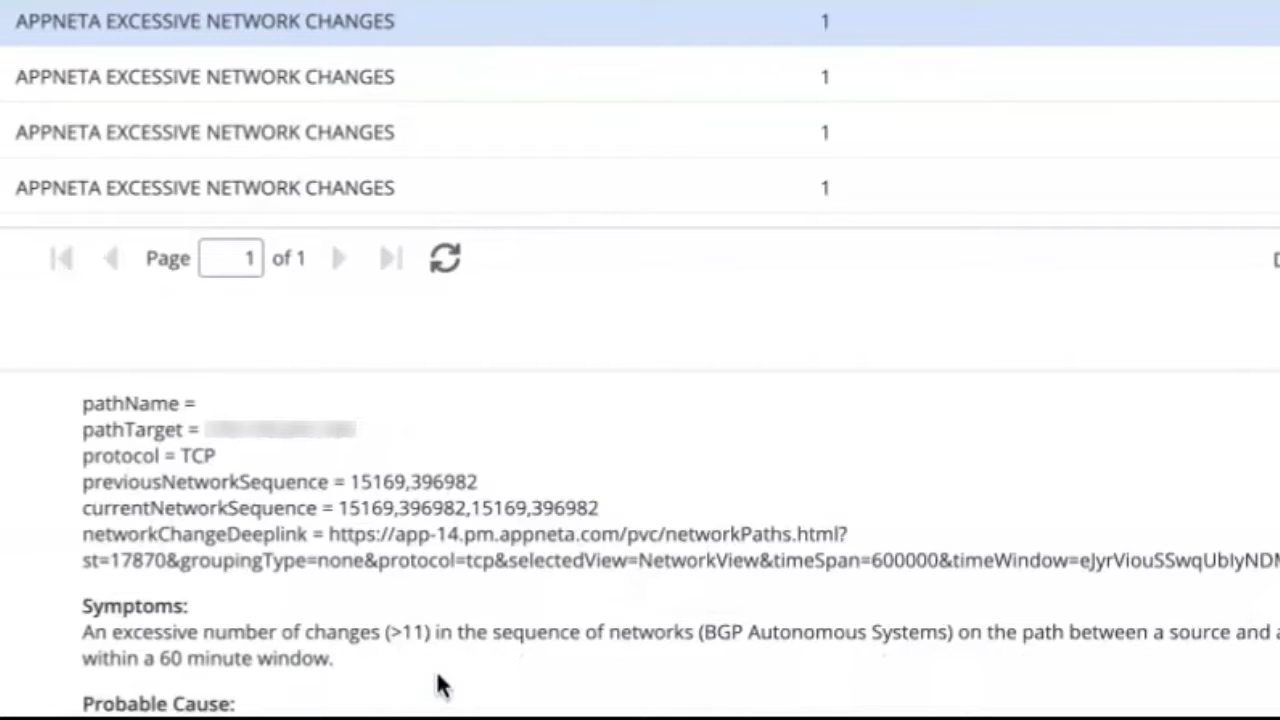 APPNETA EXCESSIVE NETWORK CHANGES 1
APPNETA EXCESSIVE NETWORK CHANGES 1
APPNETA EXCESSIVE NETWORK CHANGES 1
APPNETA EXCESSIVE NETWORK CHANGES 1
Page 1 of 1
pathName =
pathTarget =
protocol = TCP
previousNetworkSequence = 15169,396982
currentNetworkSequence = 15169,396982,15169,396982
networkChangeDeeplink = https://app-14.pm.appneta.com/pvc/networkPaths.html?
st=17870&groupingType=none&protocol=tcp&selectedView=NetworkView&timeSpan=600000&timeWindow=
Symptoms:
An excessive number of changes (>11) in the sequence of networks (BGP Autonomous Systems) on the path between a source and a
within a 60 minute window.
Probable Cause: